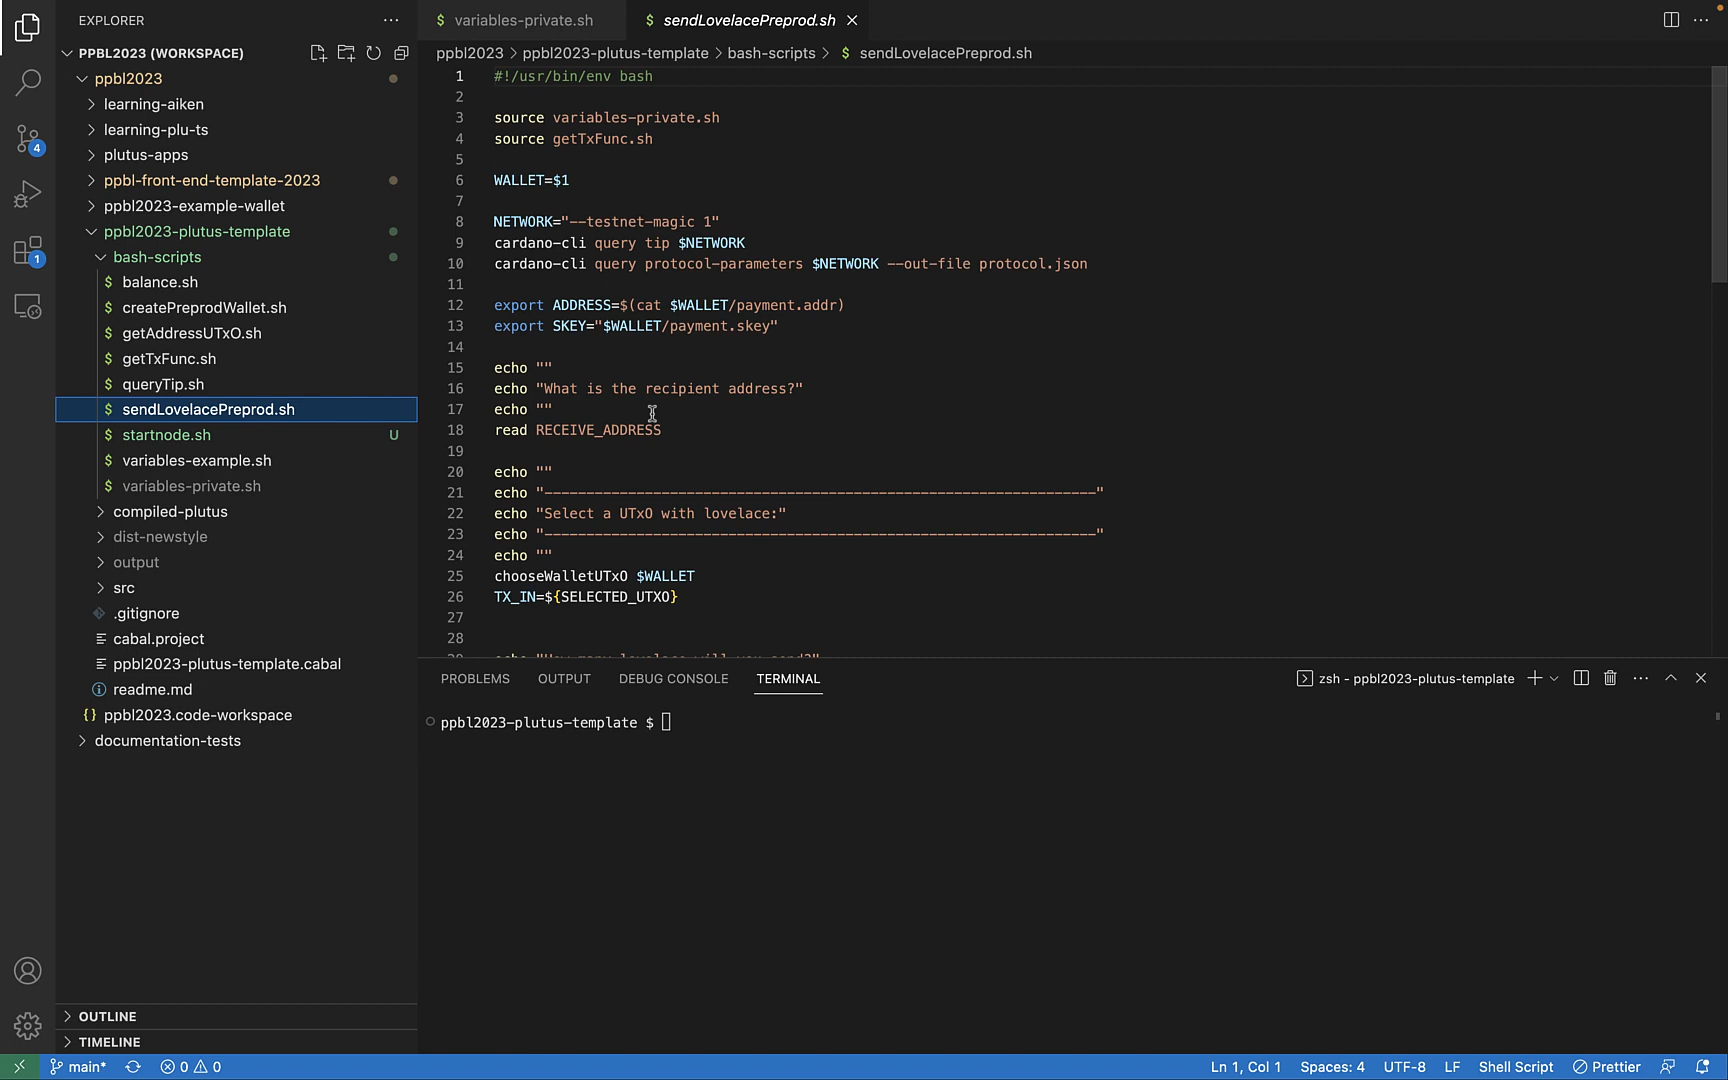 EXPLORER
PPBL2023 (WORKSPACE)
ppbl2023
learning-aiken
learning-plu-ts
plutus-apps
ppbl-front-end-template-2023
ppbl2023-example-wallet
ppbl2023-plutus-template
bash-scripts
$ balance.sh
$ createPreprodWallet.sh
$ getAddressUTxO.sh
$ getTxFunc.sh
$ queryTip.sh
$ sendLovelacePreprod.sh
$ startnode.sh U
$ variables-example.sh
$ variables-private.sh
compiled-plutus
dist-newstyle
output
src
.gitignore
cabal.project
ppbl2023-plutus-template.cabal
readme.md
{} ppbl2023.code-workspace
documentation-tests
OUTLINE
TIMELINE
4
1
$ variables-private.sh
$ sendLovelacePreprod.sh
ppbl2023 > ppbl2023-plutus-template > bash-scripts > $ sendLovelacePreprod.sh
1 #!/usr/bin/env bash
2
3 source variables-private.sh
4 source getTxFunc.sh
5
6 WALLET=$1
7
8 NETWORK="--testnet-magic 1"
9 cardano-cli query tip $NETWORK
10 cardano-cli query protocol-parameters $NETWORK --out-file protocol.json
11
12 export ADDRESS=$(cat $WALLET/payment.addr)
13 export SKEY="$WALLET/payment.skey"
14
15 echo ""
16 echo "What is the recipient address?"
17 echo ""
18 read RECEIVE_ADDRESS
19
20 echo ""
21 echo "------------------------------------------------------------------"
22 echo "Select a UTxO with lovelace:"
23 echo "------------------------------------------------------------------"
24 echo ""
25 chooseWalletUTxO $WALLET
26 TX_IN=${SELECTED_UTXO}
27
28
29 echo "How many lovelace will you send?"
PROBLEMS OUTPUT DEBUG CONSOLE TERMINAL
zsh - ppbl2023-plutus-template
ppbl2023-plutus-template $
main* 0 0
Ln 1, Col 1 Spaces: 4 UTF-8 LF Shell Script Prettier